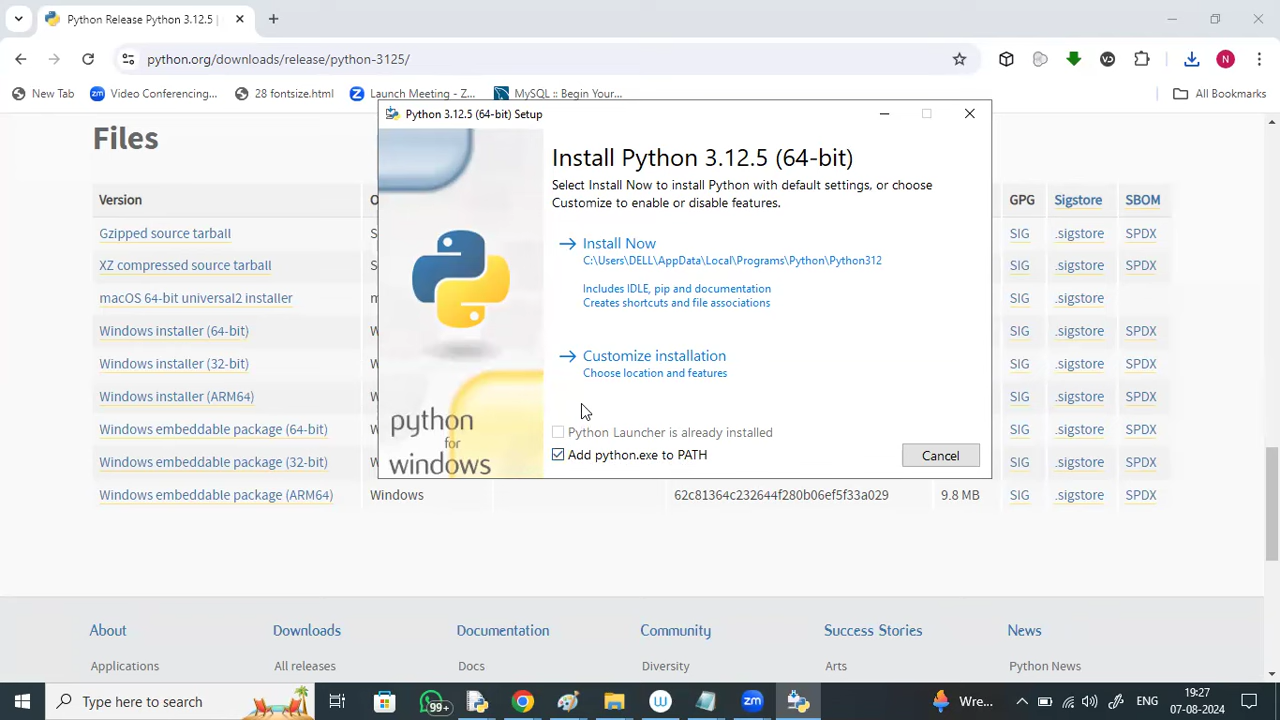 Python Release Python 3.12.5 |
python.org/downloads/release/python-3125/
New Tab
Video Conferencing...
28 fontsize.html
Launch Meeting - Z...
MySQL :: Begin Your...
All Bookmarks
Files
Version
GPG
Sigstore
SBOM
Gzipped source tarball
SIG
.sigstore
SPDX
XZ compressed source tarball
SIG
.sigstore
SPDX
macOS 64-bit universal2 installer
SIG
.sigstore
Windows installer (64-bit)
SIG
.sigstore
SPDX
Windows installer (32-bit)
SIG
.sigstore
SPDX
Windows installer (ARM64)
SIG
.sigstore
SPDX
Windows embeddable package (64-bit)
SIG
.sigstore
SPDX
Windows embeddable package (32-bit)
SIG
.sigstore
SPDX
Windows embeddable package (ARM64)
Windows
62c81364c232644f280b06ef5f33a029
9.8 MB
SIG
.sigstore
SPDX
Python 3.12.5 (64-bit) Setup
Install Python 3.12.5 (64-bit)
Select Install Now to install Python with default settings, or choose
Customize to enable or disable features.
Install Now
C:\Users\DELL\AppData\Local\Programs\Python\Python312
Includes IDLE, pip and documentation
Creates shortcuts and file associations
Customize installation
Choose location and features
Python Launcher is already installed
Add python.exe to PATH
Cancel
python
for
windows
About
Downloads
Documentation
Community
Success Stories
News
Applications
All releases
Docs
Diversity
Arts
Python News
Type here to search
99+
Wre...
ENG
19:27
07-08-2024